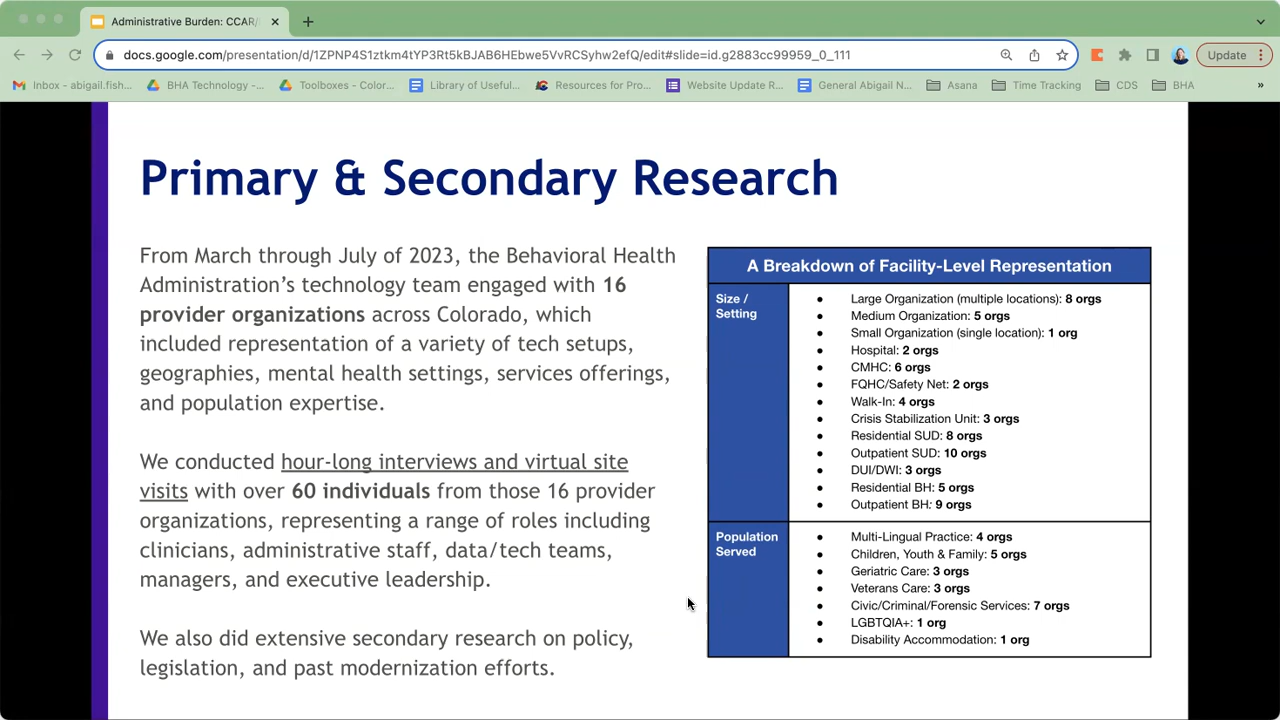 Administrative Burden: CCAR/
docs.google.com/presentation/d/1ZPNP4S1ztkm4tYP3Rt5kBJAB6HEbwe5VvRCSyhw2efQ/edit#slide=id.g2883cc99959_0_111
Update
Inbox - abigail.fish...
BHA Technology -...
Toolboxes - Color...
Library of Useful...
Resources for Pro...
Website Update R...
General Abigail N...
Asana
Time Tracking
CDS
BHA
»
Primary & Secondary Research
From March through July of 2023, the Behavioral Health
Administration's technology team engaged with 16
provider organizations across Colorado, which
included representation of a variety of tech setups,
geographies, mental health settings, services offerings,
and population expertise.
We conducted hour-long interviews and virtual site
visits with over 60 individuals from those 16 provider
organizations, representing a range of roles including
clinicians, administrative staff, data/tech teams,
managers, and executive leadership.
We also did extensive secondary research on policy,
legislation, and past modernization efforts.
A Breakdown of Facility-Level Representation
Size /
Setting
● Large Organization (multiple locations): 8 orgs
● Medium Organization: 5 orgs
● Small Organization (single location): 1 org
● Hospital: 2 orgs
● CMHC: 6 orgs
● FQHC/Safety Net: 2 orgs
● Walk-In: 4 orgs
● Crisis Stabilization Unit: 3 orgs
● Residential SUD: 8 orgs
● Outpatient SUD: 10 orgs
● DUI/DWI: 3 orgs
● Residential BH: 5 orgs
● Outpatient BH: 9 orgs
Population
Served
● Multi-Lingual Practice: 4 orgs
● Children, Youth & Family: 5 orgs
● Geriatric Care: 3 orgs
● Veterans Care: 3 orgs
● Civic/Criminal/Forensic Services: 7 orgs
● LGBTQIA+: 1 org
● Disability Accommodation: 1 org